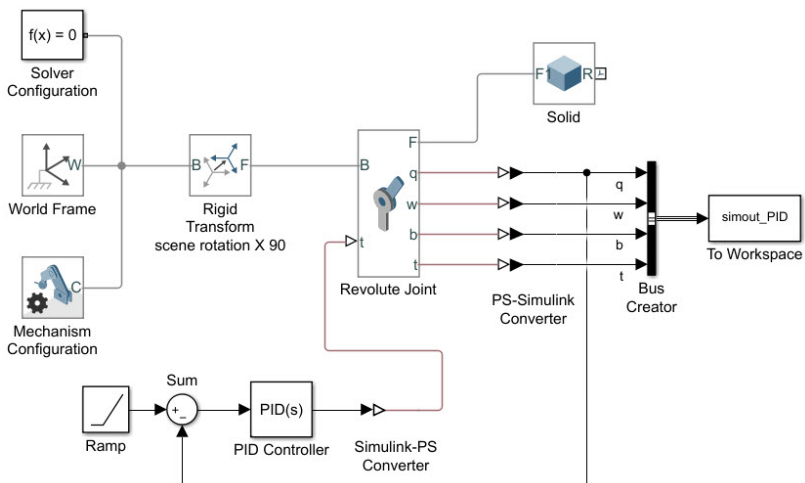 f(x) = 0
Solver
Configuration
W
World Frame
C
Mechanism
Configuration
B
F
Rigid
Transform
scene rotation X 90
B
F
q
w
b
t
t
Revolute Joint
F1
R
Solid
PS-Simulink
Converter
q
w
b
t
Bus
Creator
simout_PID
To Workspace
Ramp
Sum
+
−
PID(s)
PID Controller
Simulink-PS
Converter